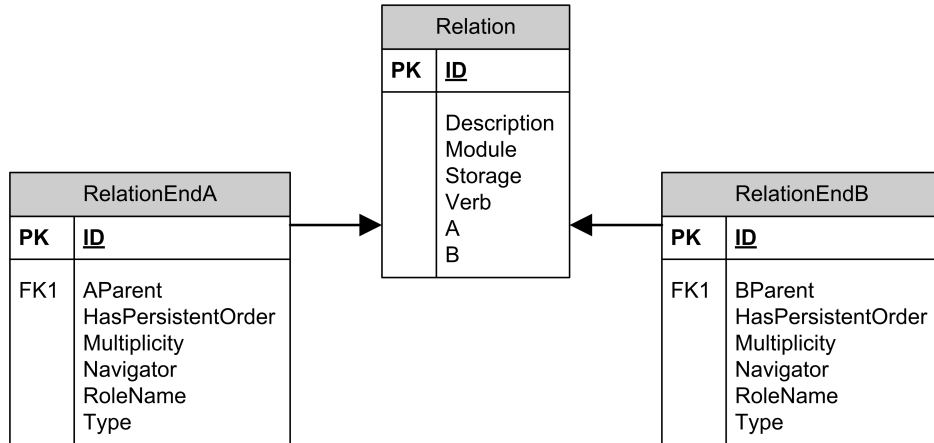 Relation
PK ID
Description
Module
Storage
Verb
A
B
RelationEndA
PK ID
FK1 AParent
HasPersistentOrder
Multiplicity
Navigator
RoleName
Type
RelationEndB
PK ID
FK1 BParent
HasPersistentOrder
Multiplicity
Navigator
RoleName
Type